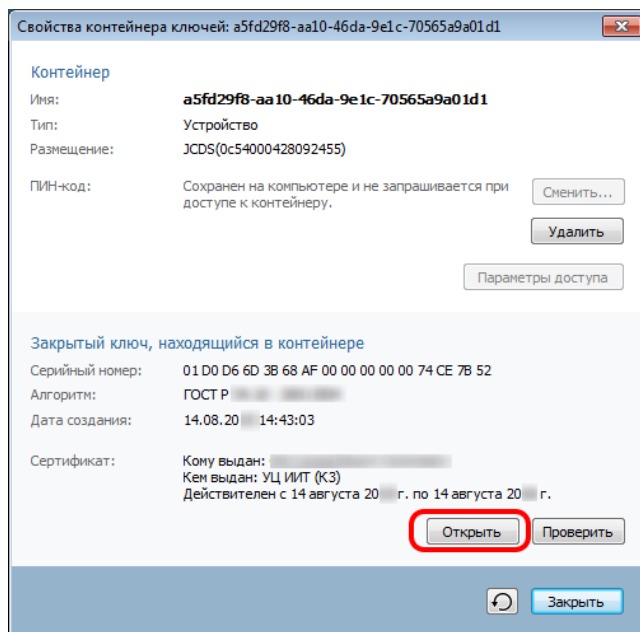 Свойства контейнера ключей: a5fd29f8-aa10-46da-9e1c-70565a9a01d1
Контейнер
Имя: a5fd29f8-aa10-46da-9e1c-70565a9a01d1
Тип: Устройство
Размещение: JCDS(0c54000428092455)
ПИН-код: Сохранен на компьютере и не запрашивается при
доступе к контейнеру.
Сменить...
Удалить
Параметры доступа
Закрытый ключ, находящийся в контейнере
Серийный номер: 01 D0 D6 6D 3B 68 AF 00 00 00 00 00 74 CE 7B 52
Алгоритм: ГОСТ Р
Дата создания: 14.08.20 14:43:03
Сертификат: Кому выдан:
Кем выдан: УЦ ИИТ (К3)
Действителен с 14 августа 20 г. по 14 августа 20 г.
Открыть Проверить
Закрыть